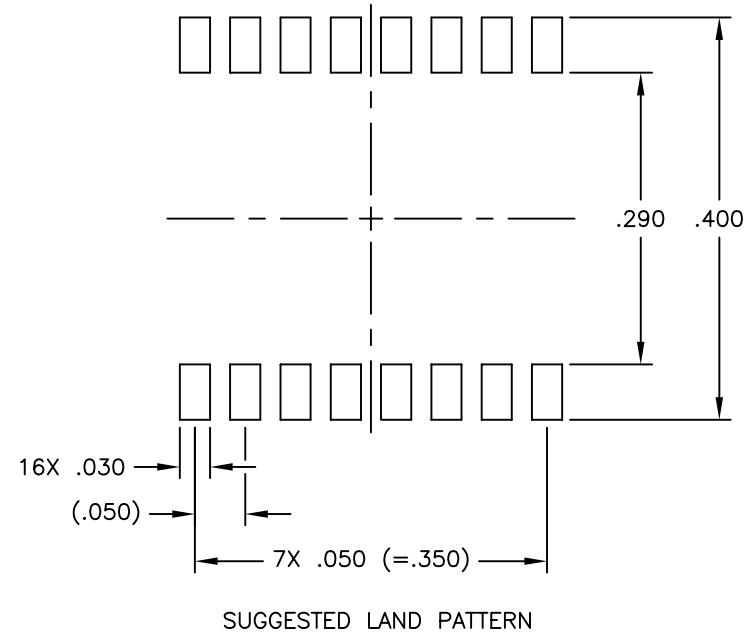 .290
.400
16X .030
(.050)
7X .050 (=.350)
SUGGESTED LAND PATTERN